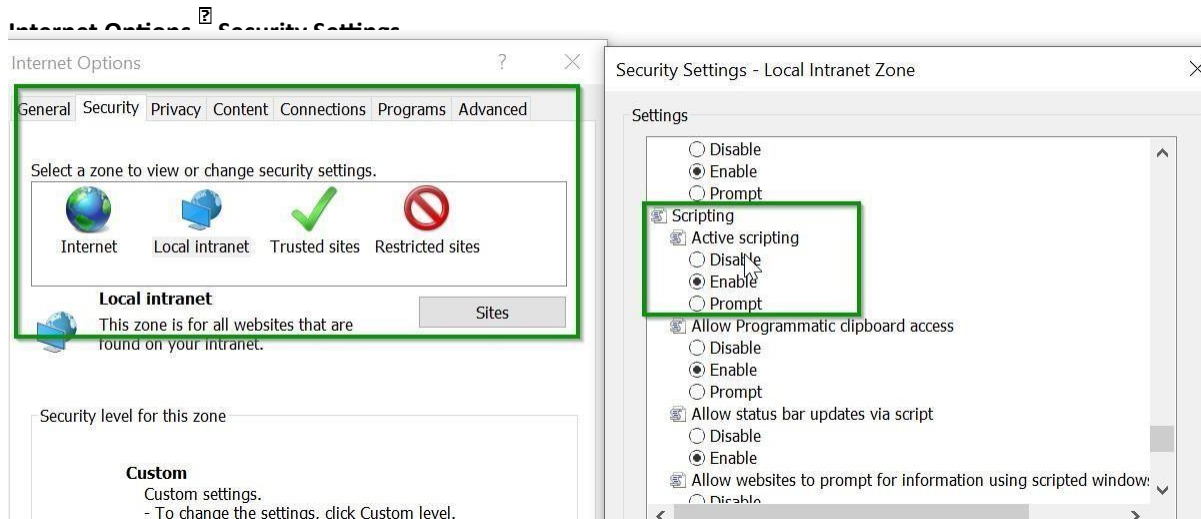 Internet Options Security Settings
Internet Options
General Security Privacy Content Connections Programs Advanced
Select a zone to view or change security settings.
Internet Local intranet Trusted sites Restricted sites
Local intranet
This zone is for all websites that are
found on your intranet.
Sites
Security level for this zone
Custom
Custom settings.
- To change the settings, click Custom level.
Security Settings - Local Intranet Zone
Settings
Disable
Enable
Prompt
Scripting
Active scripting
Disable
Enable
Prompt
Allow Programmatic clipboard access
Disable
Enable
Prompt
Allow status bar updates via script
Disable
Enable
Allow websites to prompt for information using scripted windows
Disable